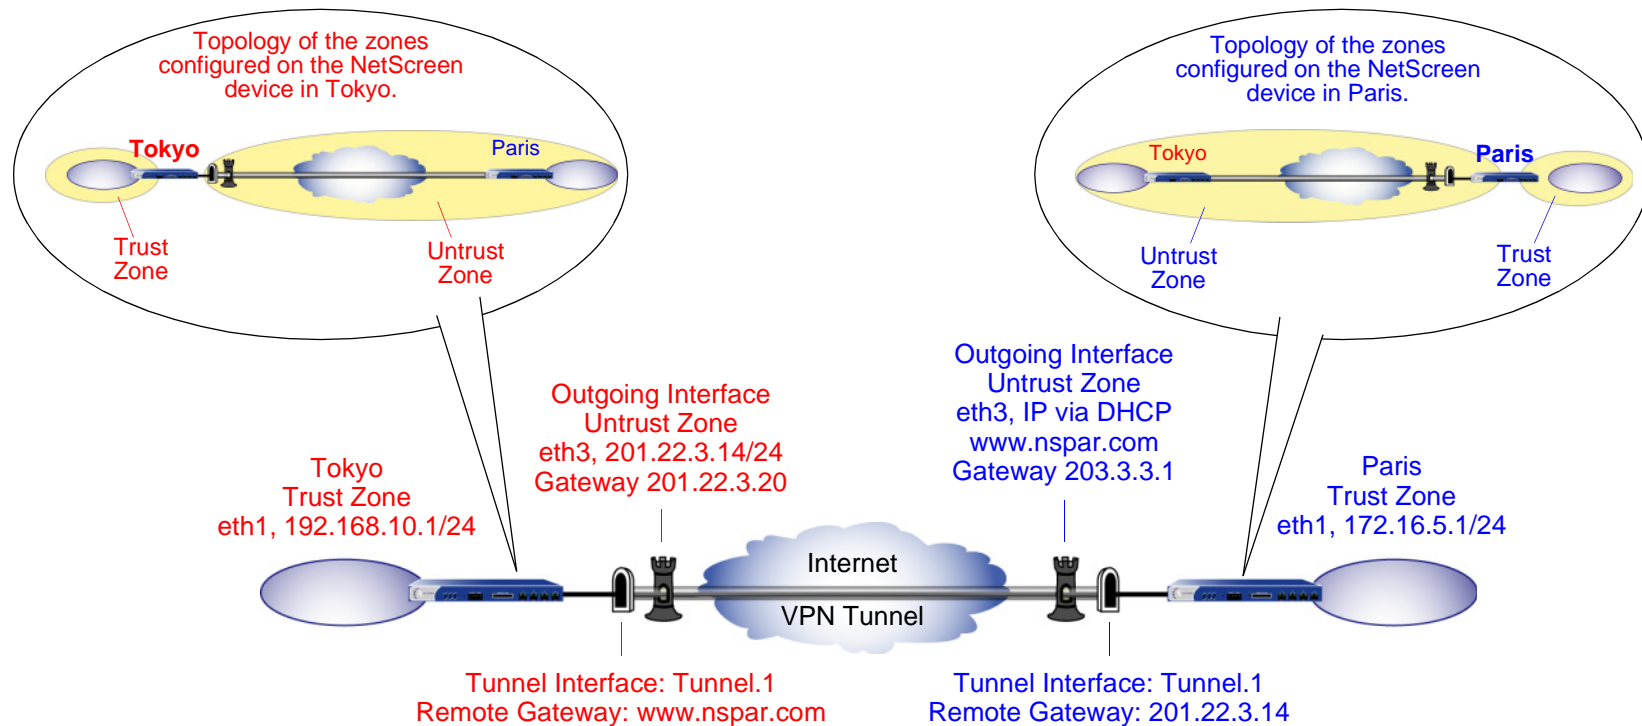 Topology of the zones
configured on the NetScreen
device in Tokyo.
Tokyo
Paris
Trust
Zone
Untrust
Zone
Topology of the zones
configured on the NetScreen
device in Paris.
Tokyo
Paris
Untrust
Zone
Trust
Zone
Tokyo
Trust Zone
eth1, 192.168.10.1/24
Outgoing Interface
Untrust Zone
eth3, 201.22.3.14/24
Gateway 201.22.3.20
Outgoing Interface
Untrust Zone
eth3, IP via DHCP
www.nspar.com
Gateway 203.3.3.1
Paris
Trust Zone
eth1, 172.16.5.1/24
Internet
VPN Tunnel
Tunnel Interface: Tunnel.1
Remote Gateway: www.nspar.com
Tunnel Interface: Tunnel.1
Remote Gateway: 201.22.3.14